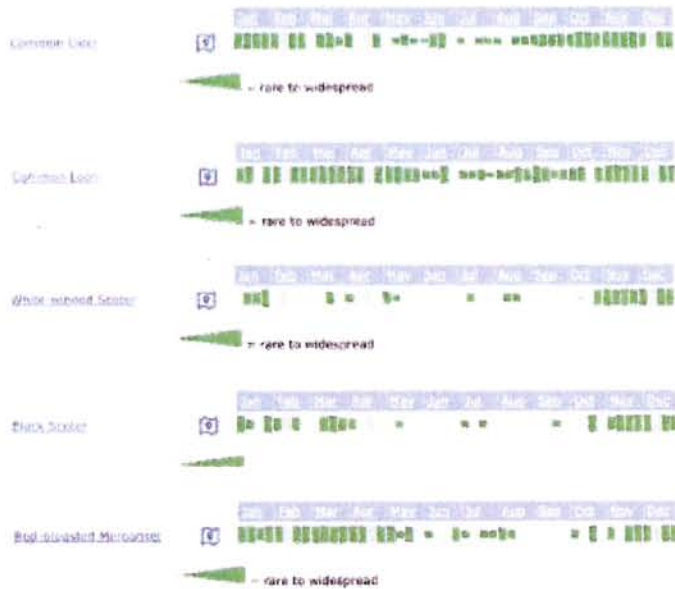 Jan Feb Mar Apr May Jun Jul Aug Sep Oct Nov Dec
Common Eider
= rare to widespread
Jan Feb Mar Apr May Jun Jul Aug Sep Oct Nov Dec
Common Loon
= rare to widespread
Jan Feb Mar Apr May Jun Jul Aug Sep Oct Nov Dec
White-winged Scoter
= rare to widespread
Jan Feb Mar Apr May Jun Jul Aug Sep Oct Nov Dec
Black Scoter
Jan Feb Mar Apr May Jun Jul Aug Sep Oct Nov Dec
Red-breasted Merganser
= rare to widespread